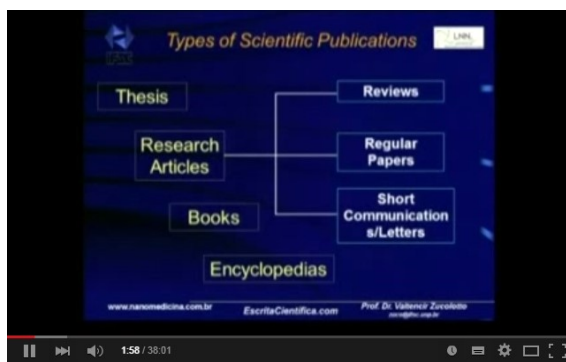 Types of Scientific Publications
LNN
Thesis
Reviews
Research
Articles
Regular
Papers
Books
Short
Communication
s/Letters
Encyclopedias
www.nanomedicina.com.br
EscritaCientifica.com
Prof. Dr. Valtencir Zucolotto
1:58 / 38:01